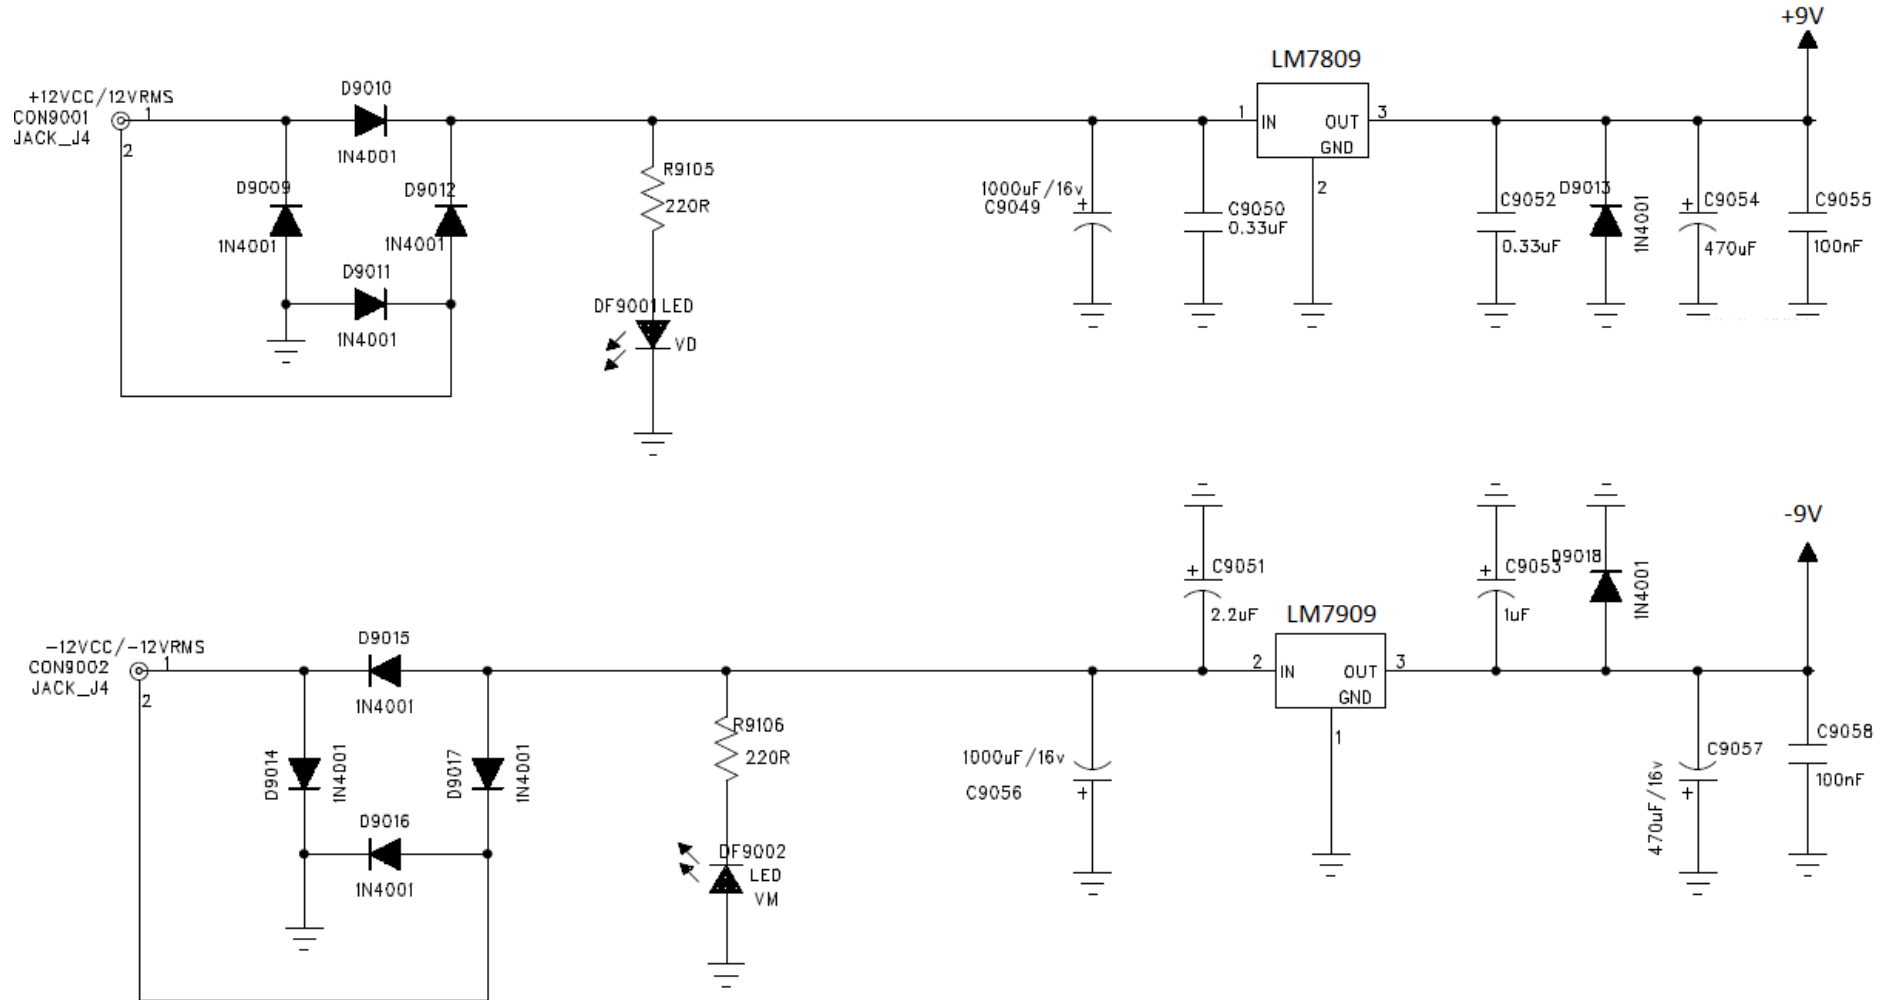 +9V
LM7809
D9010
+12VCC/12VRMS
CON9001
JACK_J4
1
2
1N4001
1
IN
OUT
GND
3
2
R9105
220R
D9009
1N4001
D9012
1N4001
1000uF/16v
C9049
+
C9050
0.33uF
C9052
0.33uF
D9013
1N4001
+
C9054
470uF
C9055
100nF
D9011
1N4001
DF9001 LED
VD
-9V
+
C9051
2.2uF
+
C9053
1uF
D9018
1N4001
LM7909
-12VCC/-12VRMS
CON9002
JACK_J4
1
2
D9015
1N4001
2
IN
OUT
GND
3
1
R9106
220R
D9014
1N4001
D9017
1N4001
1000uF/16v
C9056
+
C9057
470uF/16v
+
C9058
100nF
D9016
1N4001
DF9002
LED
VM